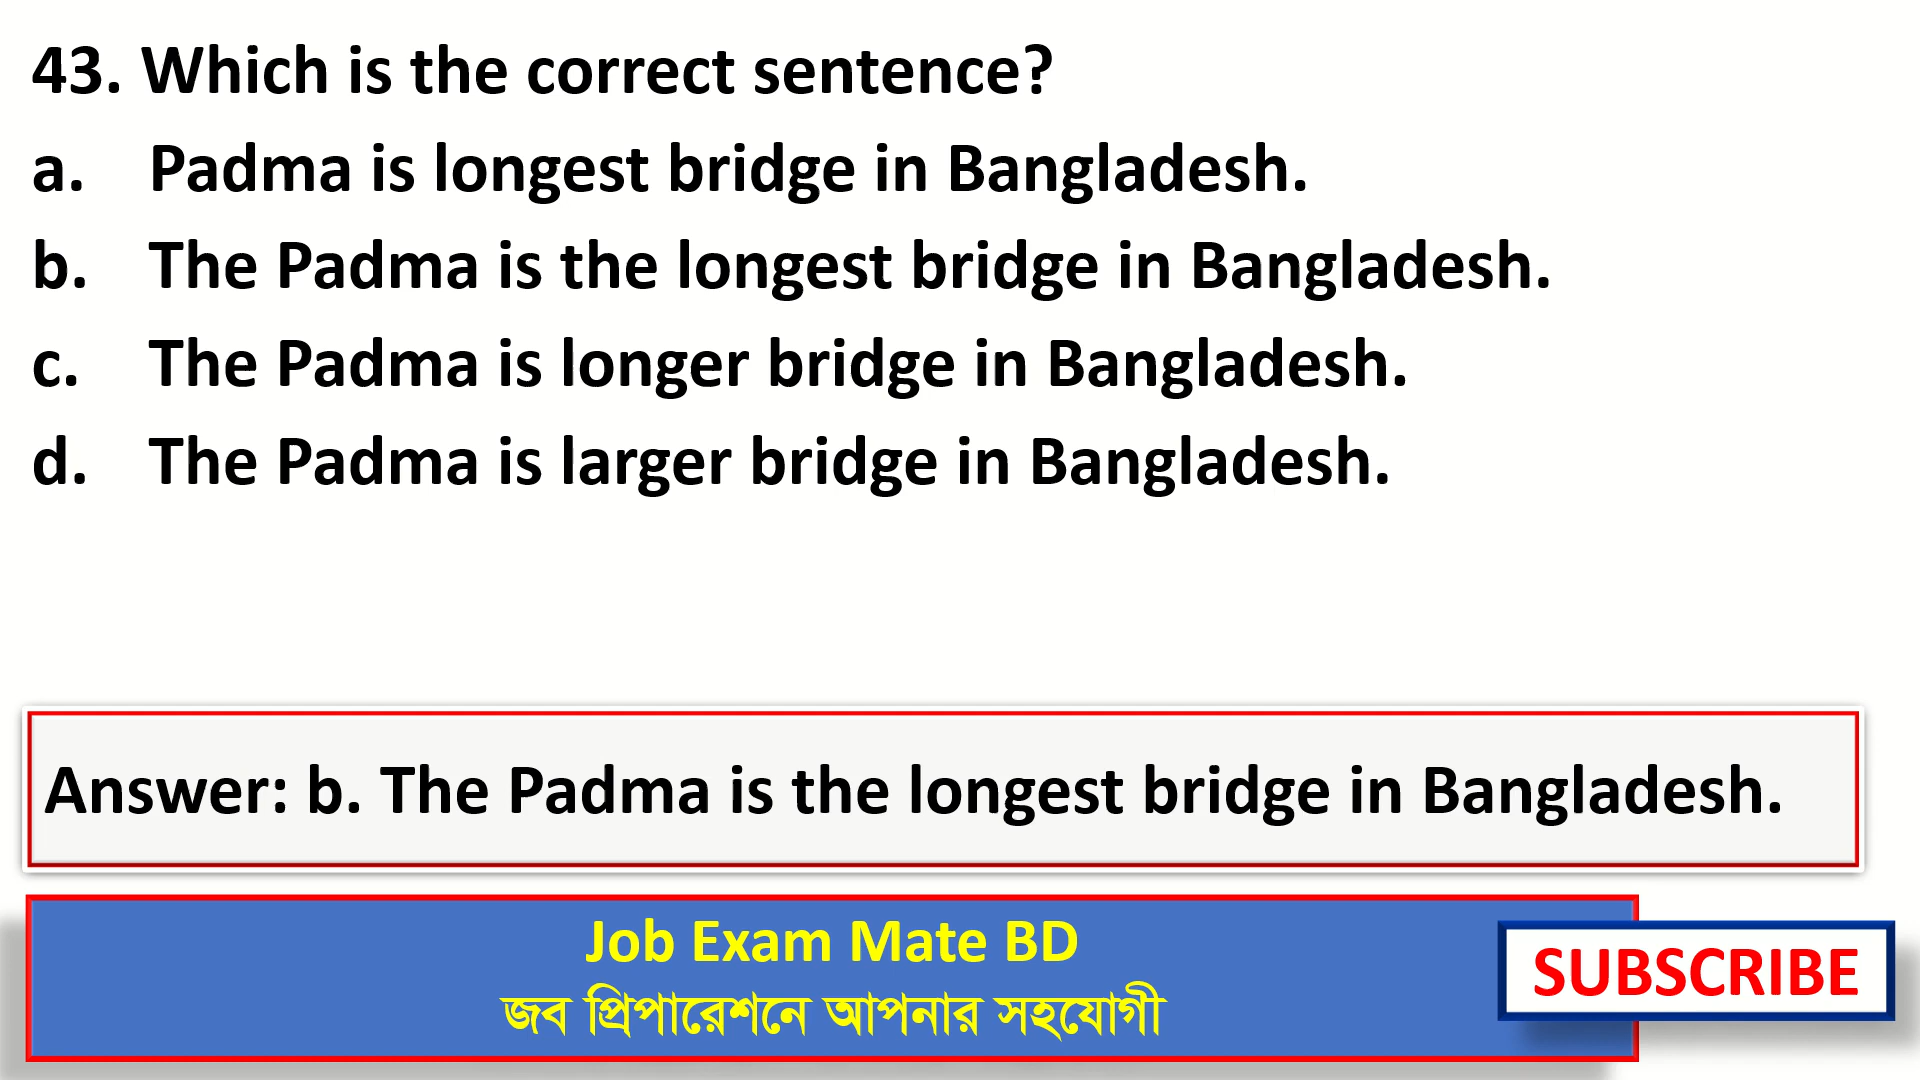 43. Which is the correct sentence?
a. Padma is longest bridge in Bangladesh.
b. The Padma is the longest bridge in Bangladesh.
c. The Padma is longer bridge in Bangladesh.
d. The Padma is larger bridge in Bangladesh.
Answer: b. The Padma is the longest bridge in Bangladesh.
Job Exam Mate BD
জব প্রিপারেশনে আপনার সহযোগী
SUBSCRIBE